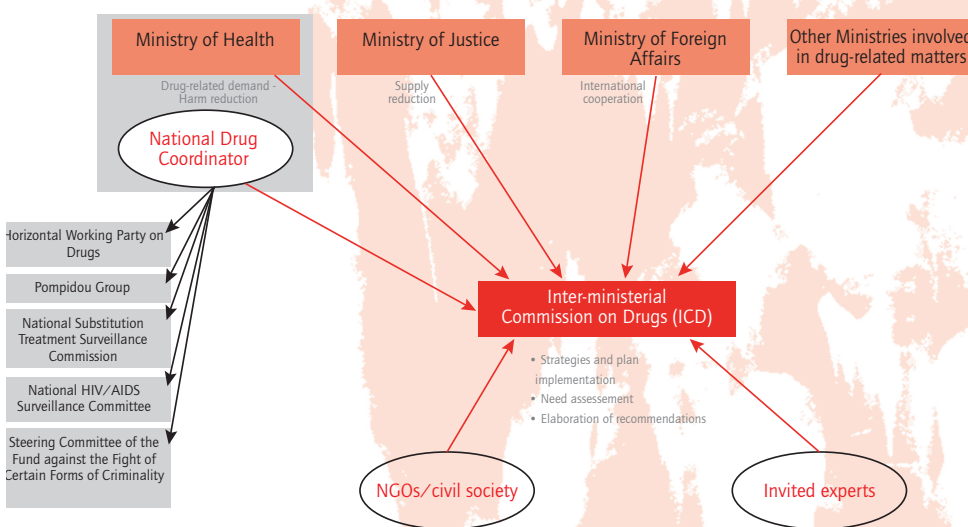 Ministry of Health
Ministry of Justice
Ministry of Foreign
Affairs
Other Ministries involved
in drug-related matters
Drug-related demand -
Harm reduction
Supply
reduction
International
cooperation
National Drug
Coordinator
Horizontal Working Party on
Drugs
Pompidou Group
National Substitution
Treatment Surveillance
Commission
National HIV/AIDS
Surveillance Committee
Steering Committee of the
Fund against the Fight of
Certain Forms of Criminality
Inter-ministerial
Commission on Drugs (ICD)
• Strategies and plan
implementation
• Need assessement
• Elaboration of recommendations
NGOs/civil society
Invited experts